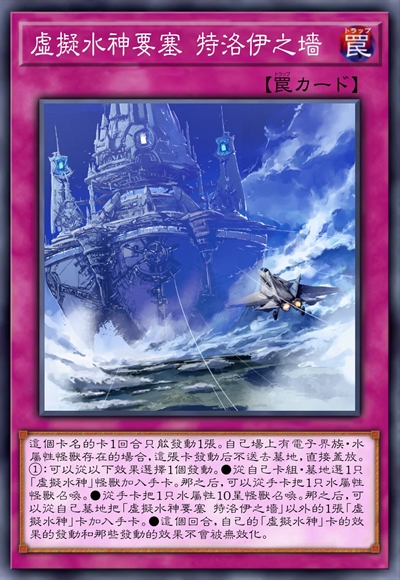 虛擬水神要塞 特洛伊之墻
トラップ
罠
トラップ
【罠カード】
這個卡名的卡1回合只能發動1張。自己場上有電子界族·水
屬性怪獸存在的場合，這張卡發動后不送去墓地，直接蓋放。
①：可以從以下效果選擇1個發動。●從自己卡組·墓地選1只
「虛擬水神」怪獸加入手卡。那之后，可以從手卡把1只水屬性
怪獸召喚。●從手卡把1只水屬性10星怪獸召喚。那之后，可
以從自己墓地把「虛擬水神要塞 特洛伊之墻」以外的1張「虛
擬水神」卡加入手卡。●這個回合，自己的「虛擬水神」卡的效
果的發動和那些發動的效果不會被無效化。